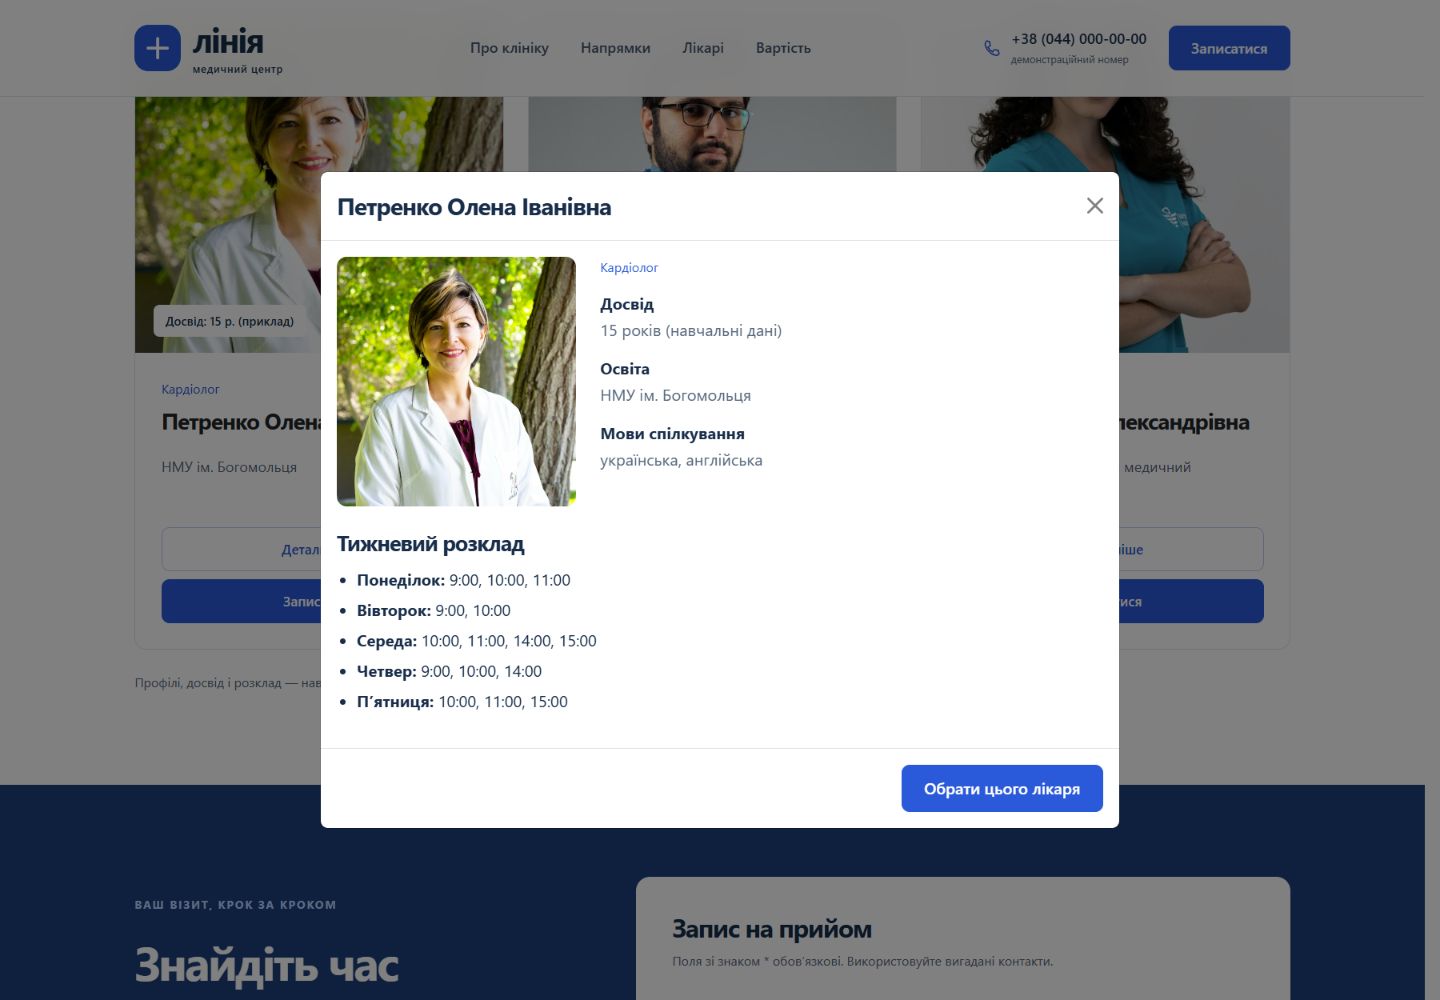 лінія
медичний центр
Про клініку
Напрямки
Лікарі
Вартість
+38 (044) 000-00-00
демонстраційний номер
Записатися
Петренко Олена Іванівна
Кардіолог
Досвід
15 років (навчальні дані)
Освіта
НМУ ім. Богомольця
Мови спілкування
українська, англійська
Тижневий розклад
Понеділок: 9:00, 10:00, 11:00
Вівторок: 9:00, 10:00
Середа: 10:00, 11:00, 14:00, 15:00
Четвер: 9:00, 10:00, 14:00
П’ятниця: 10:00, 11:00, 15:00
Обрати цього лікаря
Досвід: 15 р. (приклад)
Кардіолог
Петренко Олена
НМУ ім. Богомольця
медичний
Профілі, досвід і розклад —
ВАШ ВІЗИТ, КРОК ЗА КРОКОМ
Знайдіть час
Запис на прийом
Поля зі знаком * обов’язкові. Використовуйте вигадані контакти.